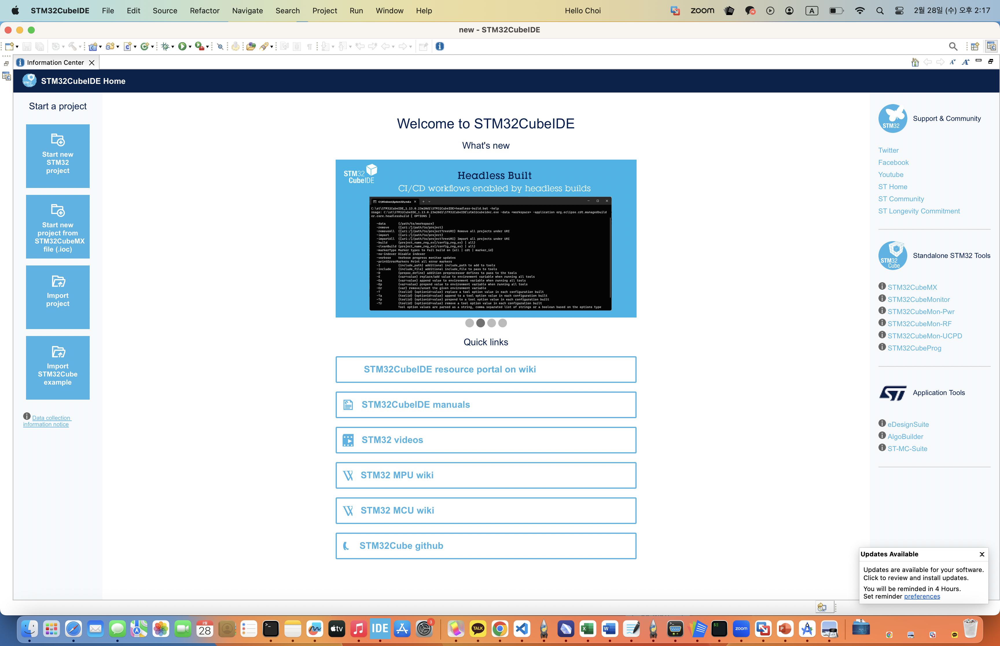 STM32CubeIDE File Edit Source Refactor Navigate Search Project Run Window Help Hello Choi zoom A 2월 28일 (수) 오후 2:17
new - STM32CubeIDE
Information Center
STM32CubeIDE Home
Start a project
Start new
STM32
project
Start new
project from
STM32CubeMX
file (.ioc)
Import
project
Import
STM32Cube
example
Data collection
information notice
Welcome to STM32CubeIDE
What's new
STM32
CubeIDE
Headless Built
CI/CD workflows enabled by headless builds
C:\Windows\System32\cmd.e
C:\st\STM32CubeIDE_1.13.0.23w20d1\STM32CubeIDE>headless-build.bat -help
Usage: C:\st\STM32CubeIDE_1.13.0.23w20d1\STM32CubeIDE\stm32cubeidec.exe -data <workspace> -application org.eclipse.cdt.managedbuild
er.core.headlessbuild [ OPTIONS ]
-data {/path/to/workspace}
-remove {[uri:/]/path/to/project}
-removeAll {[uri:/]/path/to/projectTreeURI} Remove all projects under URI
-import {[uri:/]/path/to/project}
-importAll {[uri:/]/path/to/projectTreeURI} Import all projects under URI
-build {project_name_reg_ex[/config_reg_ex} | all}
-cleanBuild {project_name_reg_ex[/config_reg_ex} | all}
-markerType Marker types to fail build on {all | cdt | marker_id}
-no-indexer Disable indexer
-verbose Verbose progress monitor updates
-printErrorMarkers Print all error markers
-I {include_path} additional include_path to add to tools
-include {include_file} additional include_file to pass to tools
-D {prepoc_define} addition preprocessor defines to pass to the tools
-E {var=value} replace/add value to environment variable when running all tools
-Ea {var=value} append value to environment variable when running all tools
-Ep {var=value} prepend value to environment variable when running all tools
-Er {var} remove/unset the given environment variable
-T {toolid} {optionid=value} replace a tool option value in each configuration built
-Ta {toolid} {optionid=value} append to a tool option value in each configuration built
-Tp {toolid} {optionid=value} prepend to a tool option value in each configuration built
-Tr {toolid} {optionid=value} remove a tool option value in each configuration built
Tool option values are parsed as a string, comma separated list of strings or a boolean based on the options type
Quick links
STM32CubeIDE resource portal on wiki
STM32CubeIDE manuals
STM32 videos
STM32 MPU wiki
STM32 MCU wiki
STM32Cube github
STM32
Support & Community
Twitter
Facebook
Youtube
ST Home
ST Community
ST Longevity Commitment
STM32
Cube
Standalone STM32 Tools
STM32CubeMX
STM32CubeMonitor
STM32CubeMon-Pwr
STM32CubeMon-RF
STM32CubeMon-UCPD
STM32CubeProg
ST
Application Tools
eDesignSuite
AlgoBuilder
ST-MC-Suite
Updates Available
Updates are available for your software.
Click to review and install updates.
You will be reminded in 4 Hours.
Set reminder preferences
2월
28
tv
IDE
3
TALK
zoom